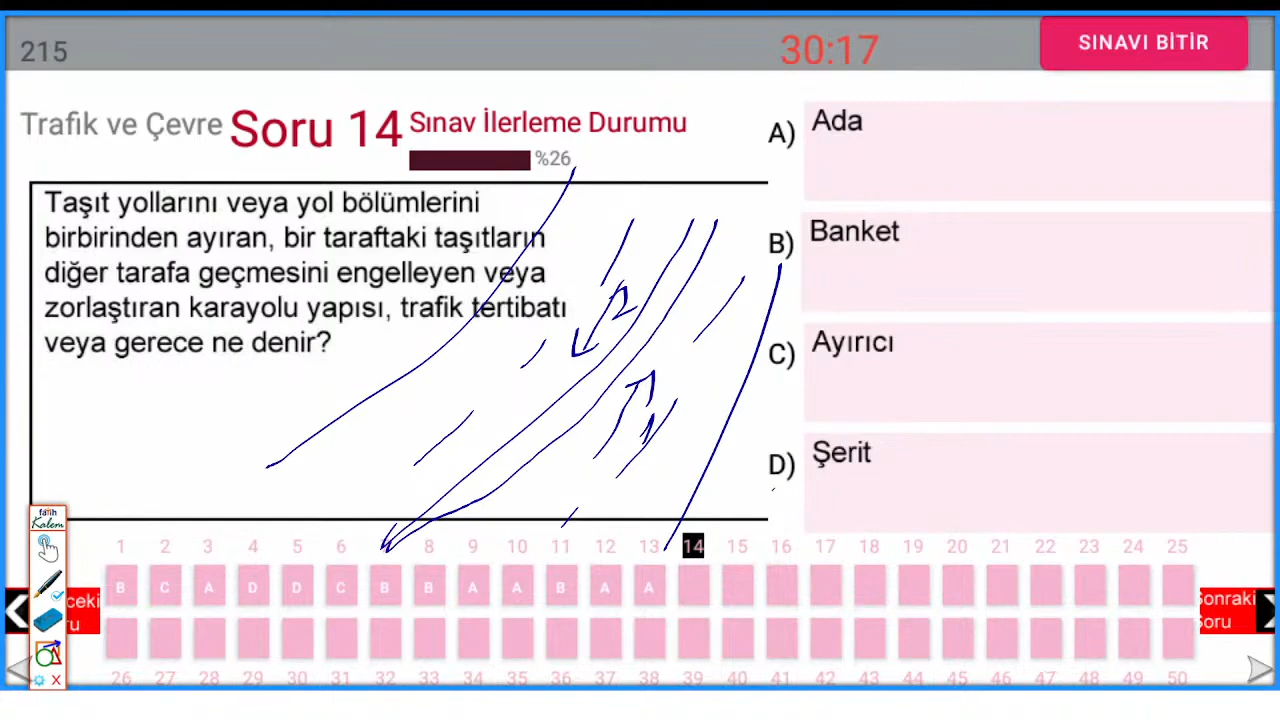 215
30:17
SINAVI BİTİR
Trafik ve Çevre Soru 14 Sınav İlerleme Durumu
%26
Taşıt yollarını veya yol bölümlerini
birbirinden ayıran, bir taraftaki taşıtların
diğer tarafa geçmesini engelleyen veya
zorlaştıran karayolu yapısı, trafik tertibatı
veya gerece ne denir?
A) Ada
B) Banket
C) Ayırıcı
D) Şerit
fatih
Kalem
1 2 3 4 5 6 8 9 10 11 12 13 14 15 16 17 18 19 20 21 22 23 24 25
B C A D D C B B A A B A A
ceki
u
Sonraki
Soru
26 27 28 29 30 31 32 33 34 35 36 37 38 39 40 41 42 43 44 45 46 47 48 49 50